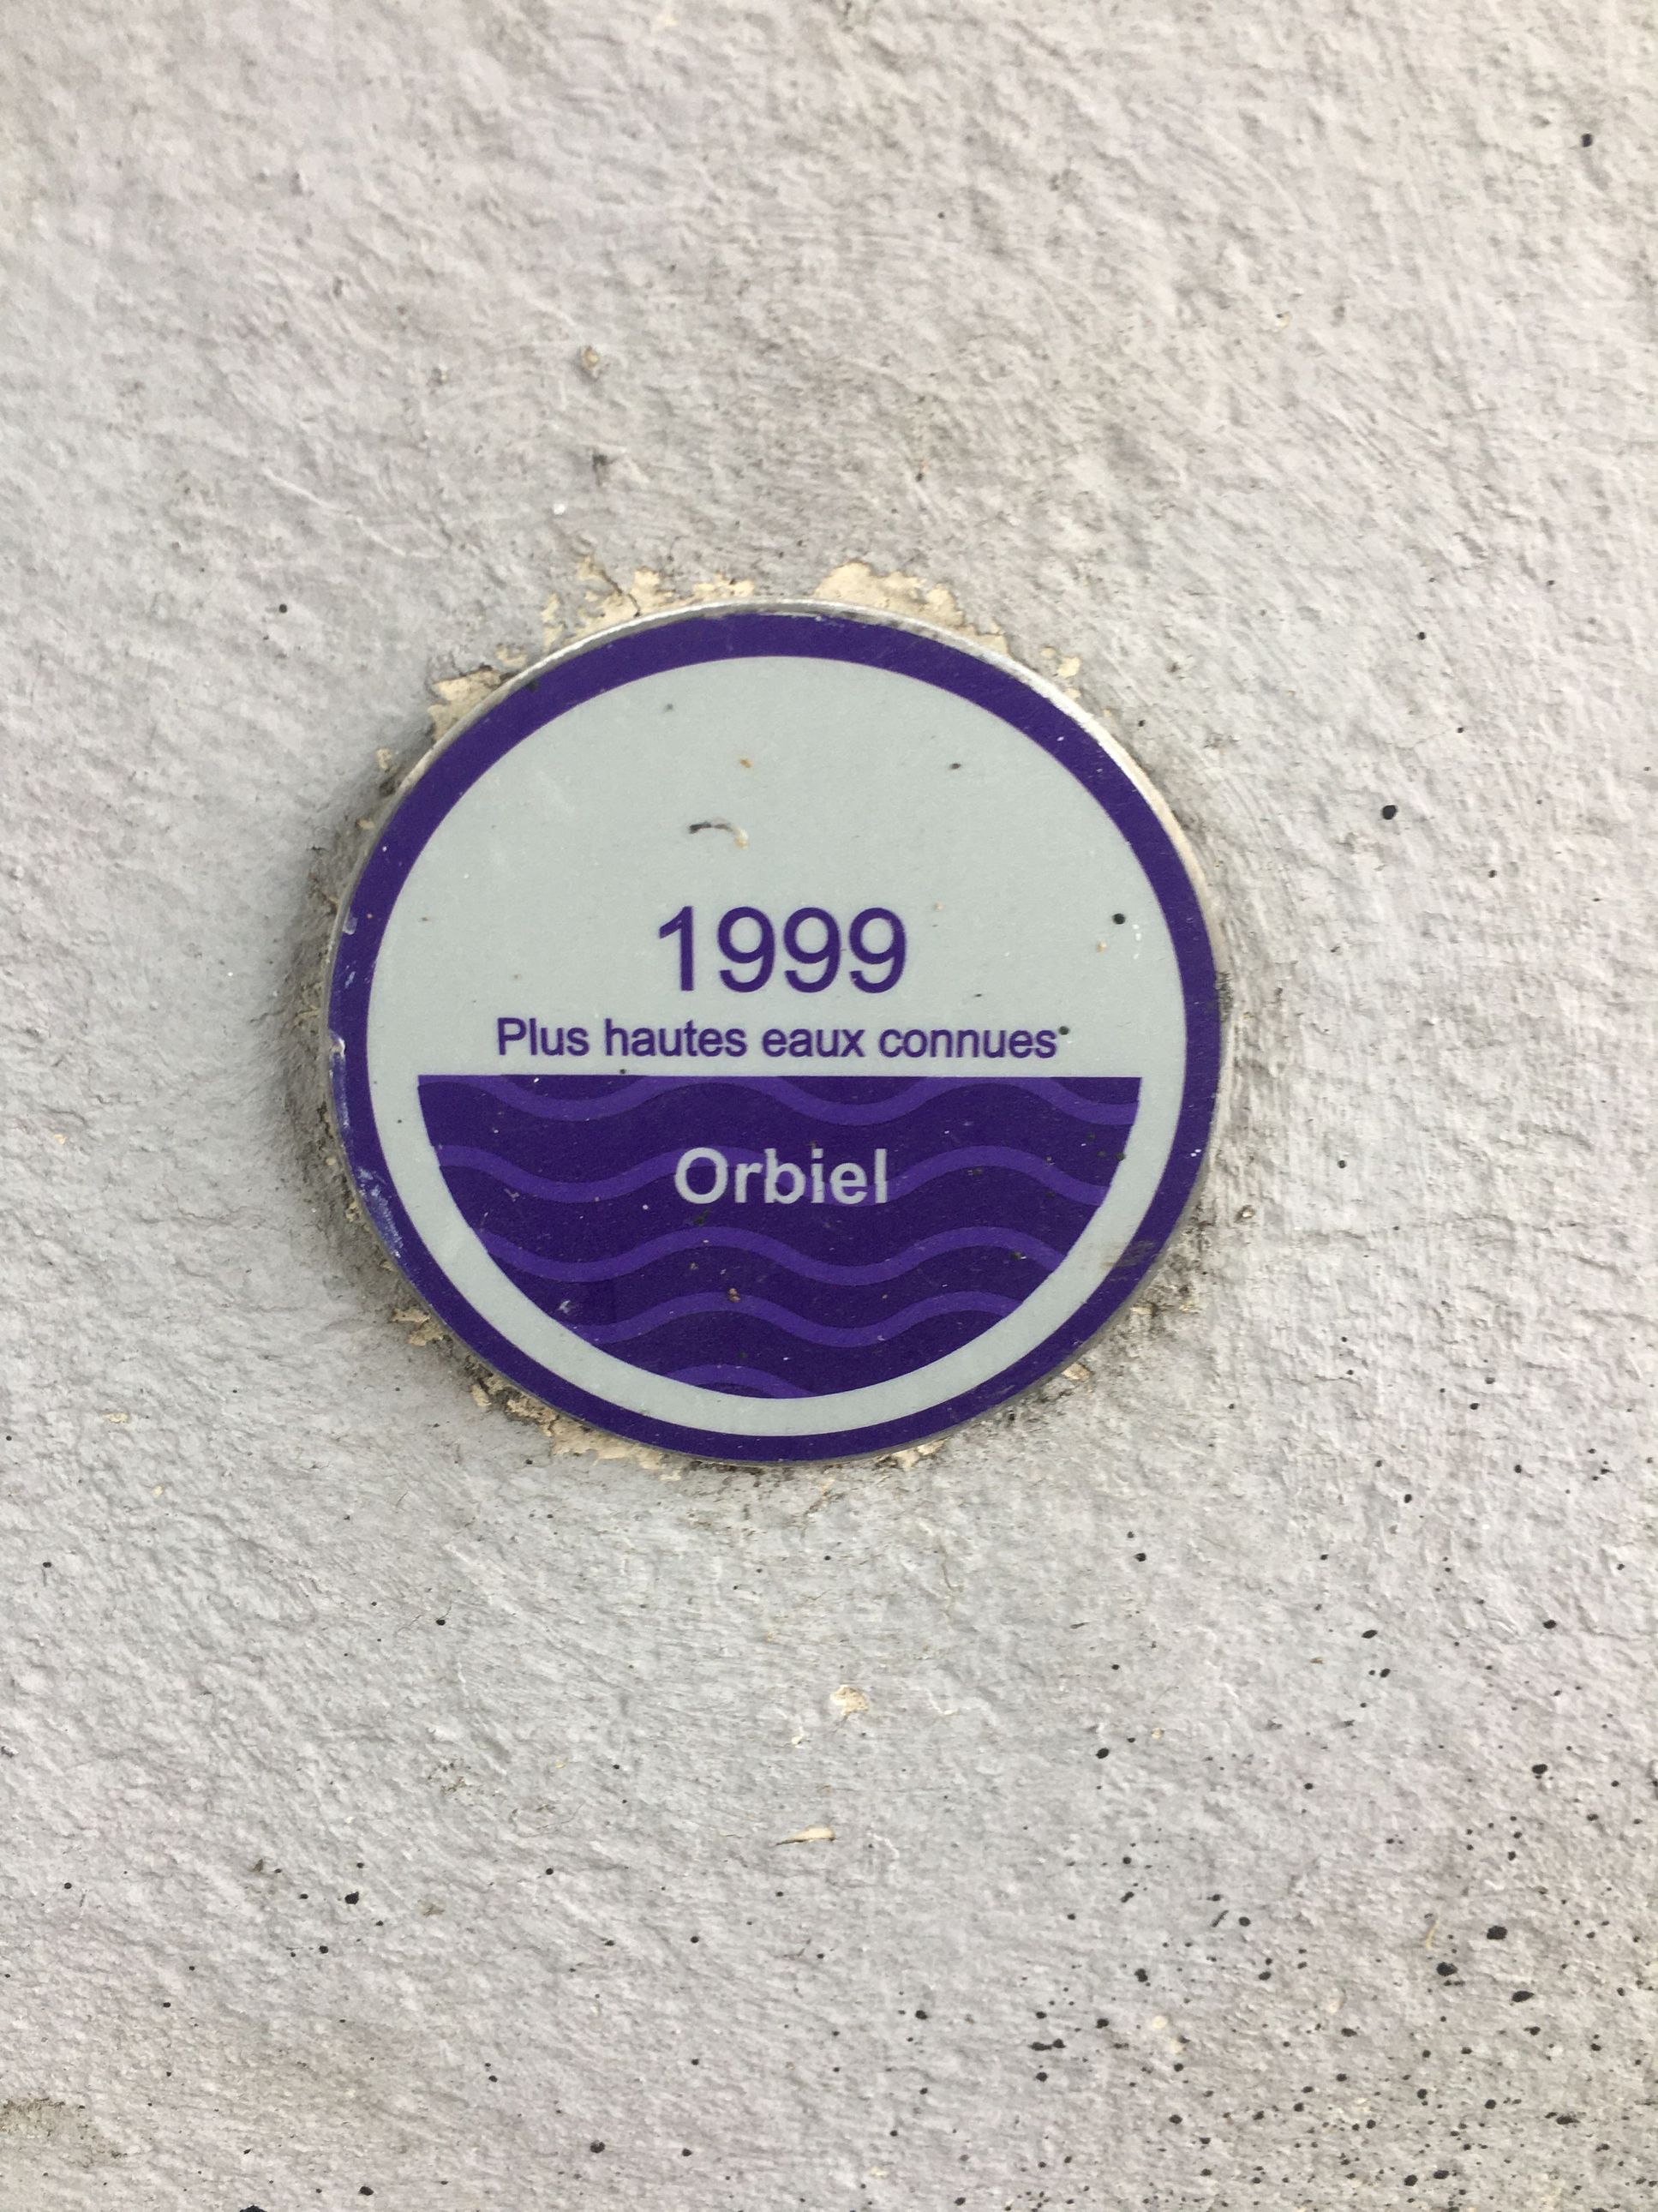 1999
Plus hautes eaux connues
Orbiel